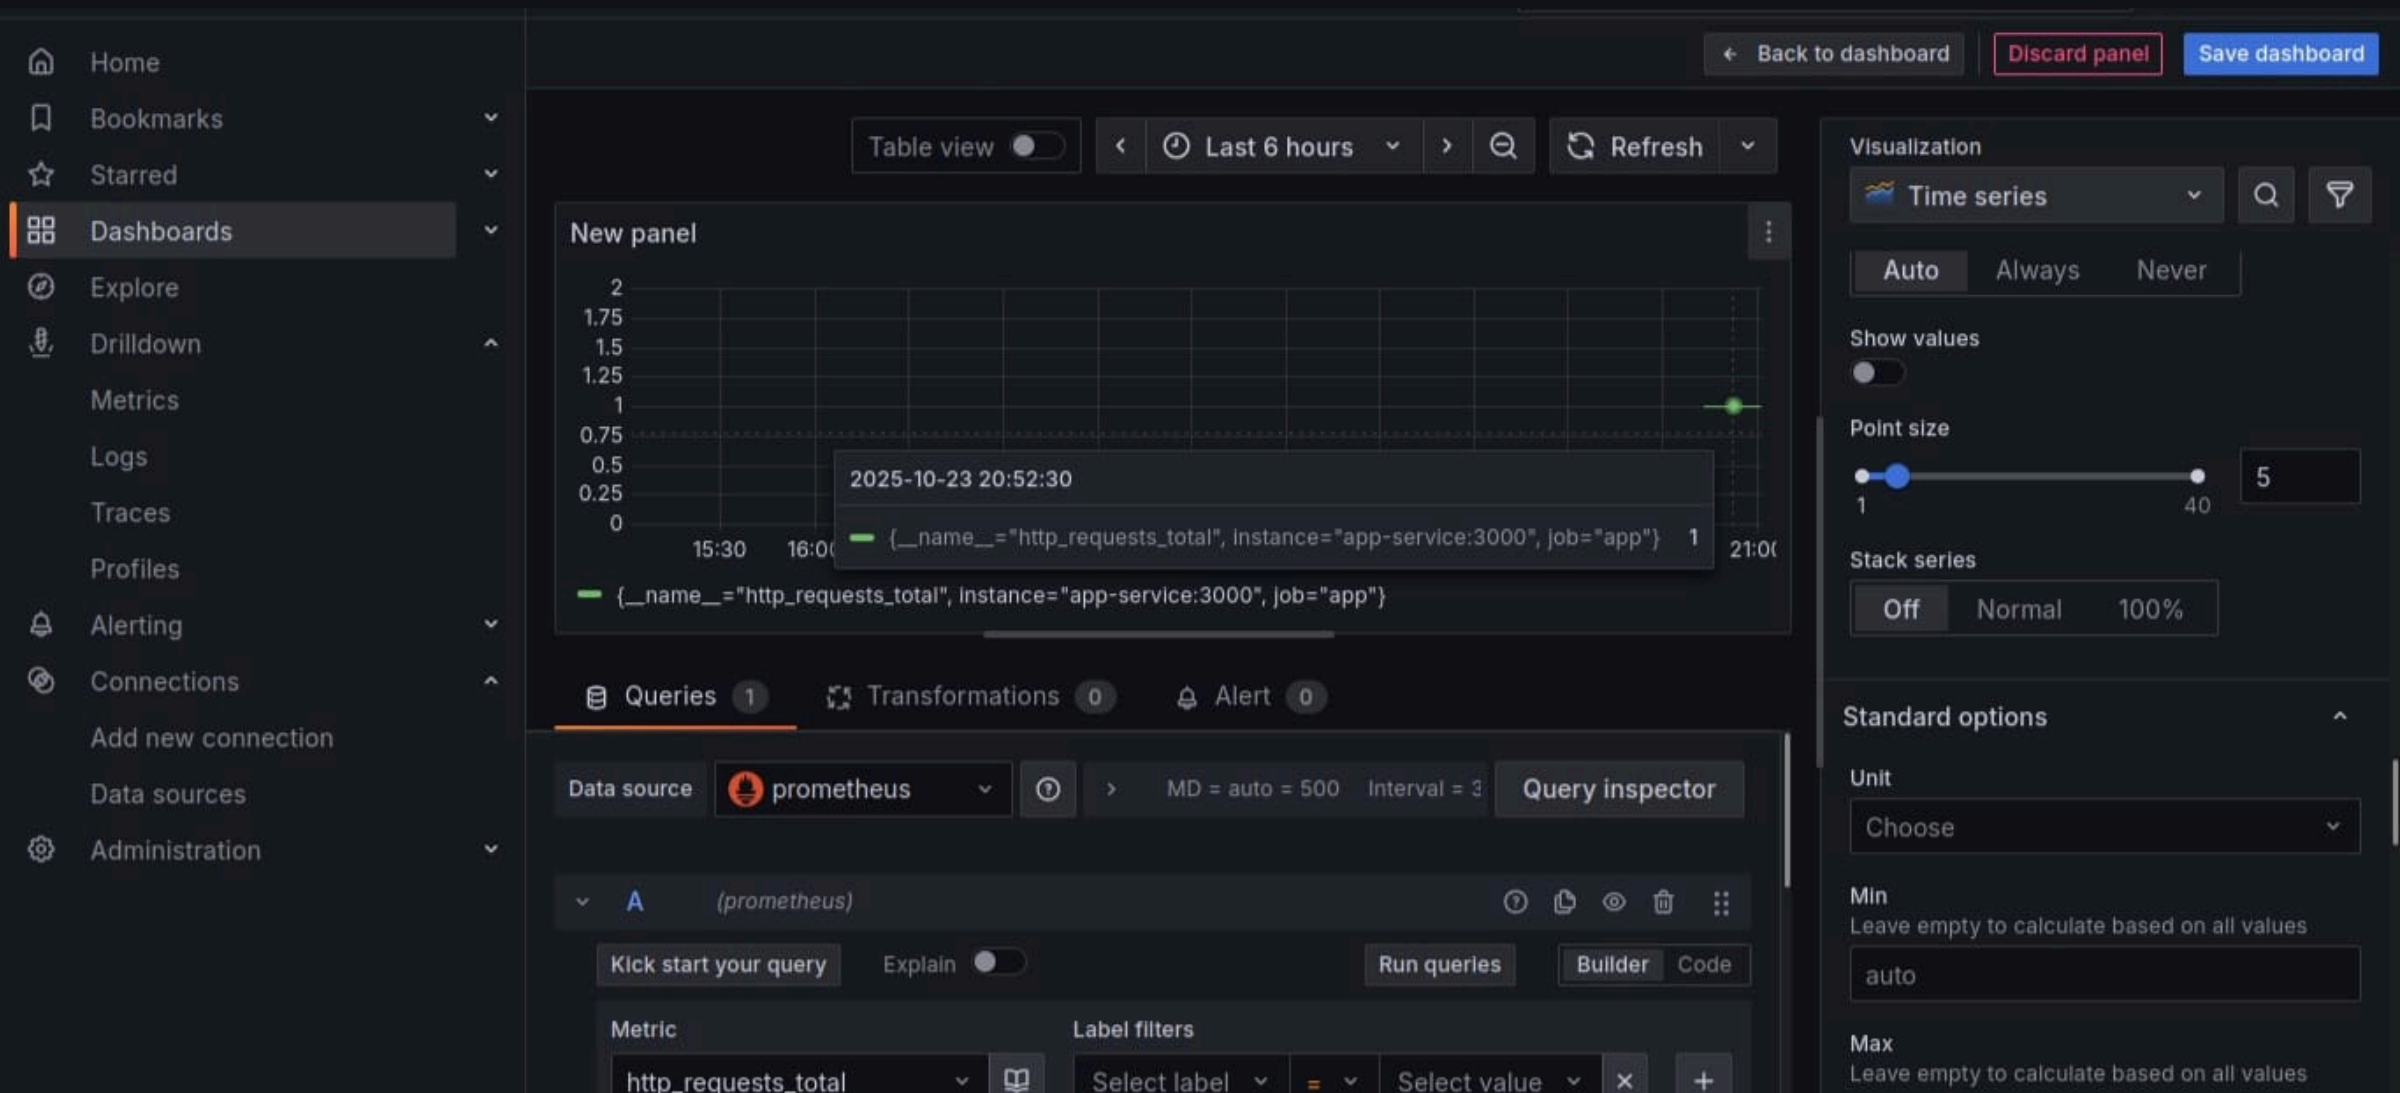 Home
Bookmarks
Starred
Dashboards
Explore
Drilldown
Metrics
Logs
Traces
Profiles
Alerting
Connections
Add new connection
Data sources
Administration
Back to dashboard
Discard panel
Save dashboard
Table view
Last 6 hours
Refresh
New panel
2
1.75
1.5
1.25
1
0.75
0.5
0.25
0
15:30
16:00
21:00
2025-10-23 20:52:30
{__name__="http_requests_total", instance="app-service:3000", job="app"} 1
{__name__="http_requests_total", instance="app-service:3000", job="app"}
Queries 1
Transformations 0
Alert 0
Data source
prometheus
MD = auto = 500
Interval = 3
Query inspector
A
(prometheus)
Kick start your query
Explain
Run queries
Builder
Code
Metric
Label filters
http_requests_total
Select label
=
Select value
Visualization
Time series
Auto
Always
Never
Show values
Point size
5
1
40
Stack series
Off
Normal
100%
Standard options
Unit
Choose
Min
Leave empty to calculate based on all values
auto
Max
Leave empty to calculate based on all values